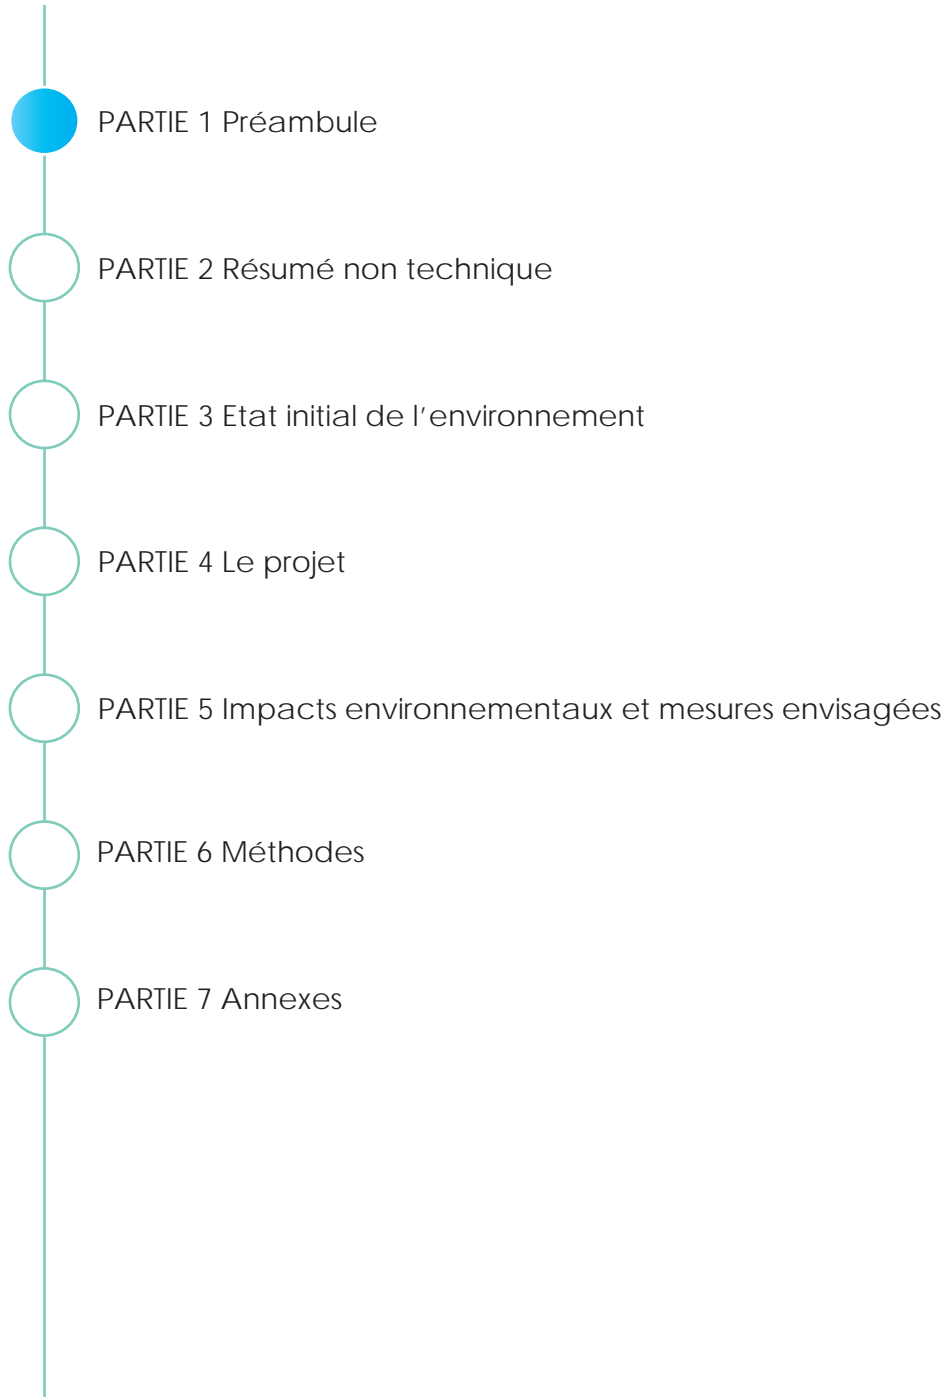 PARTIE 1 Préambule
PARTIE 2 Résumé non technique
PARTIE 3 Etat initial de l’environnement
PARTIE 4 Le projet
PARTIE 5 Impacts environnementaux et mesures envisagées
PARTIE 6 Méthodes
PARTIE 7 Annexes